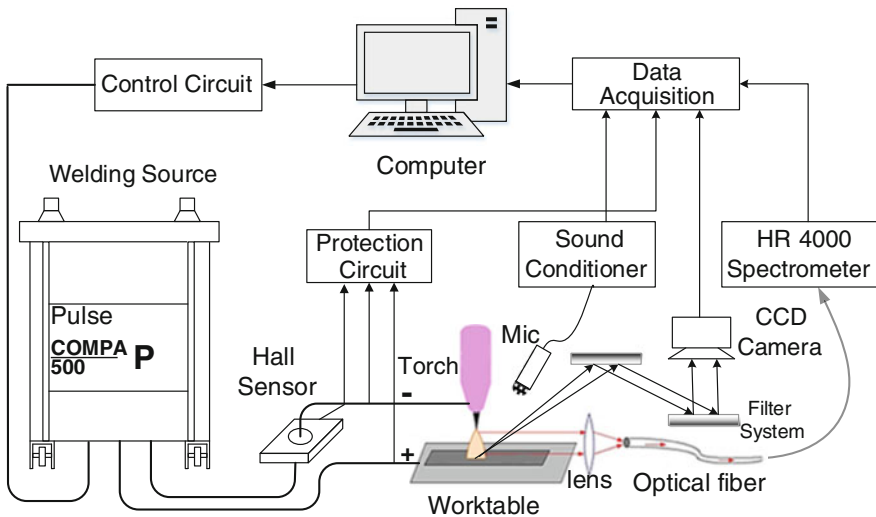 Control Circuit
Computer
Data
Acquisition
Welding Source
Pulse
COMPA
500
P
Protection
Circuit
Sound
Conditioner
HR 4000
Spectrometer
Hall
Sensor
Torch
Mic
CCD
Camera
-
+
Filter
System
lens
Optical fiber
Worktable